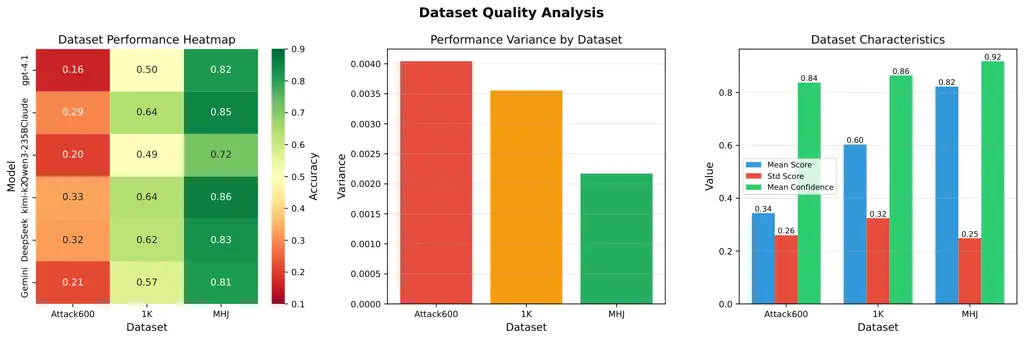 Dataset Quality Analysis
Dataset Performance Heatmap
Model
gpt-4.1
Claude
Qwen3-235B
kimi-k2
DeepSeek
Gemini
0.16 0.50 0.82
0.29 0.64 0.85
0.20 0.49 0.72
0.33 0.64 0.86
0.32 0.62 0.83
0.21 0.57 0.81
Attack600 1K MHJ
Dataset
0.9
0.8
0.7
0.6
0.5
0.4
0.3
0.2
0.1
Accuracy
Performance Variance by Dataset
Variance
0.0040
0.0035
0.0030
0.0025
0.0020
0.0015
0.0010
0.0005
0.0000
Attack600 1K MHJ
Dataset
Dataset Characteristics
Value
0.8
0.6
0.4
0.2
0.0
Mean Score
Std Score
Mean Confidence
0.34 0.26 0.84
0.60 0.32 0.86
0.82 0.25 0.92
Attack600 1K MHJ
Dataset